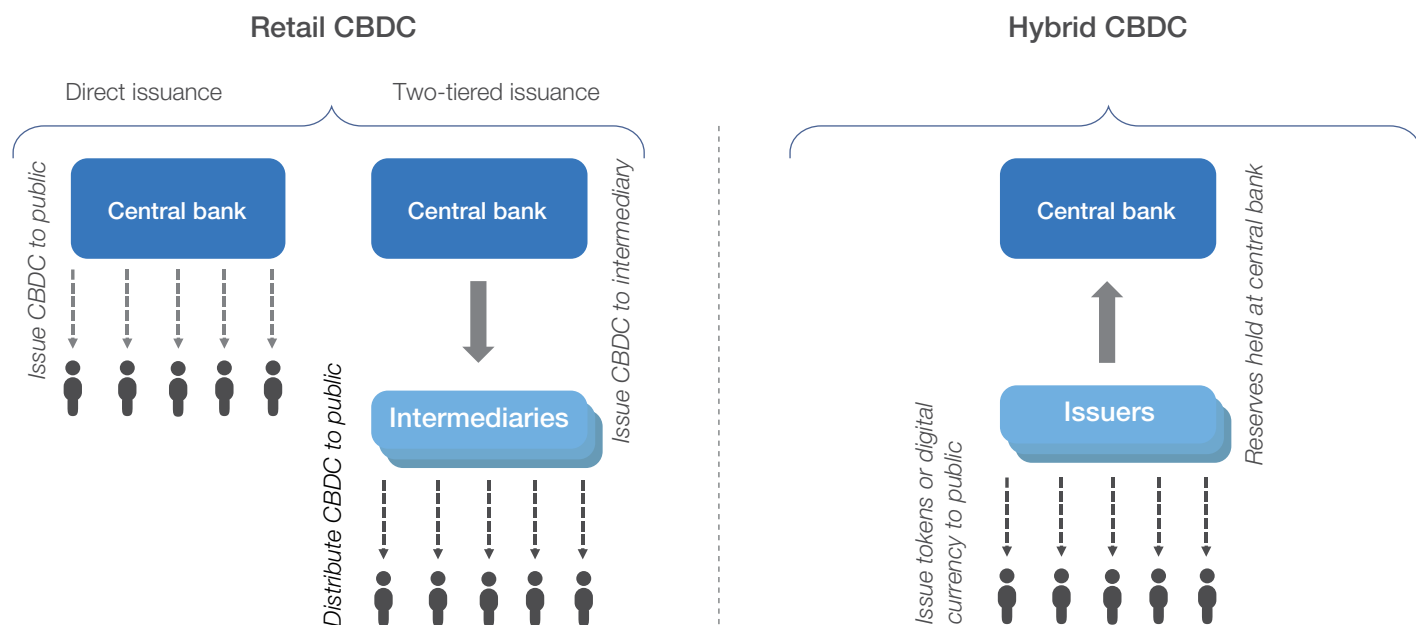 Retail CBDC
Direct issuance
Two-tiered issuance
Issue CBDC to public
Central bank
Central bank
Issue CBDC to intermediary
Intermediaries
Distribute CBDC to public
Hybrid CBDC
Central bank
Reserves held at central bank
Issuers
Issue tokens or digital
currency to public